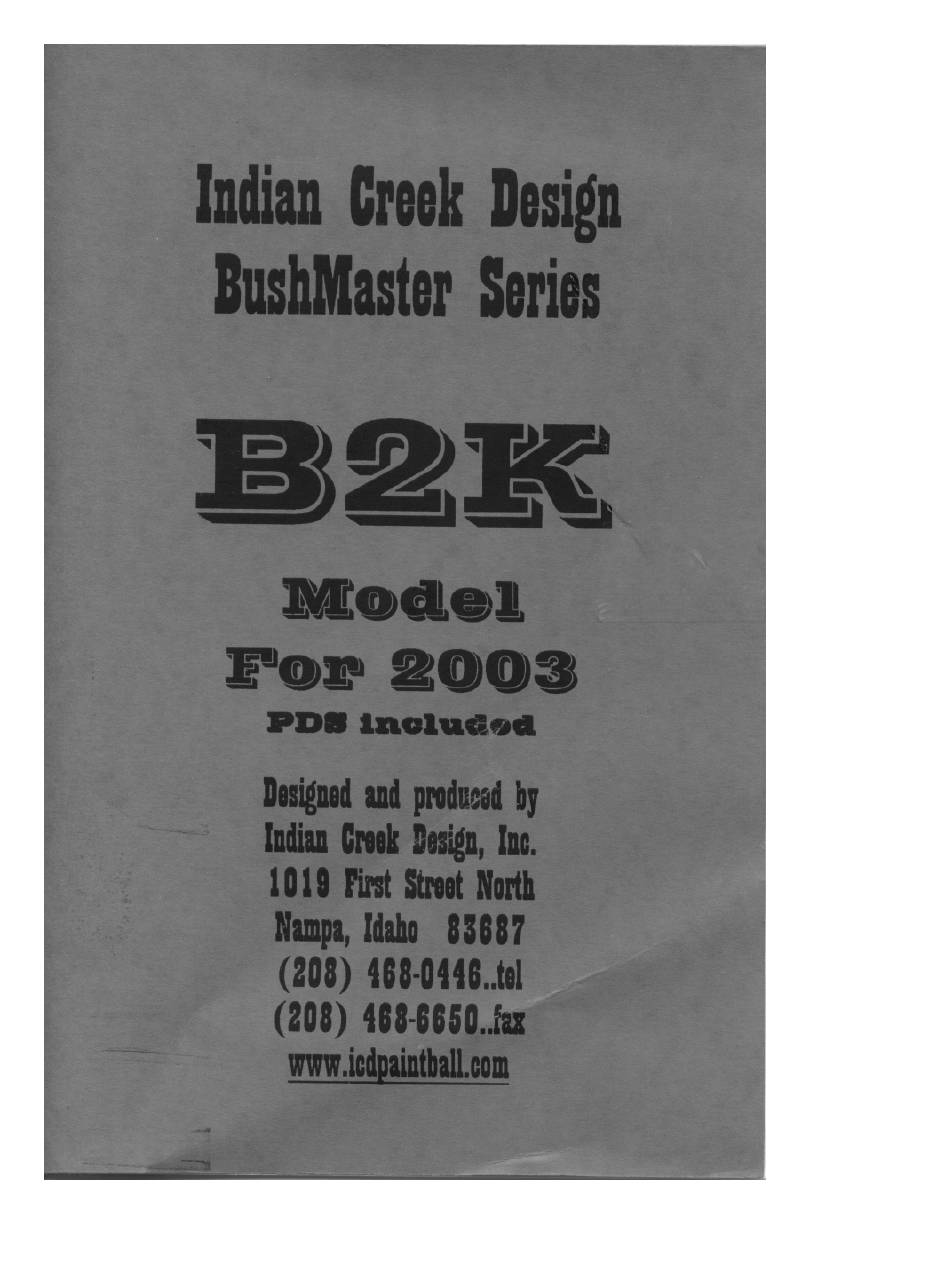 Indian Creek Design
BushMaster Series
B2K
Model
For 2003
PDS included
Designed and produced by
Indian Creek Design, Inc.
1019 First Street North
Nampa, Idaho 83687
(208) 468-0446..tel
(208) 468-6650..fax
www.icdpaintball.com